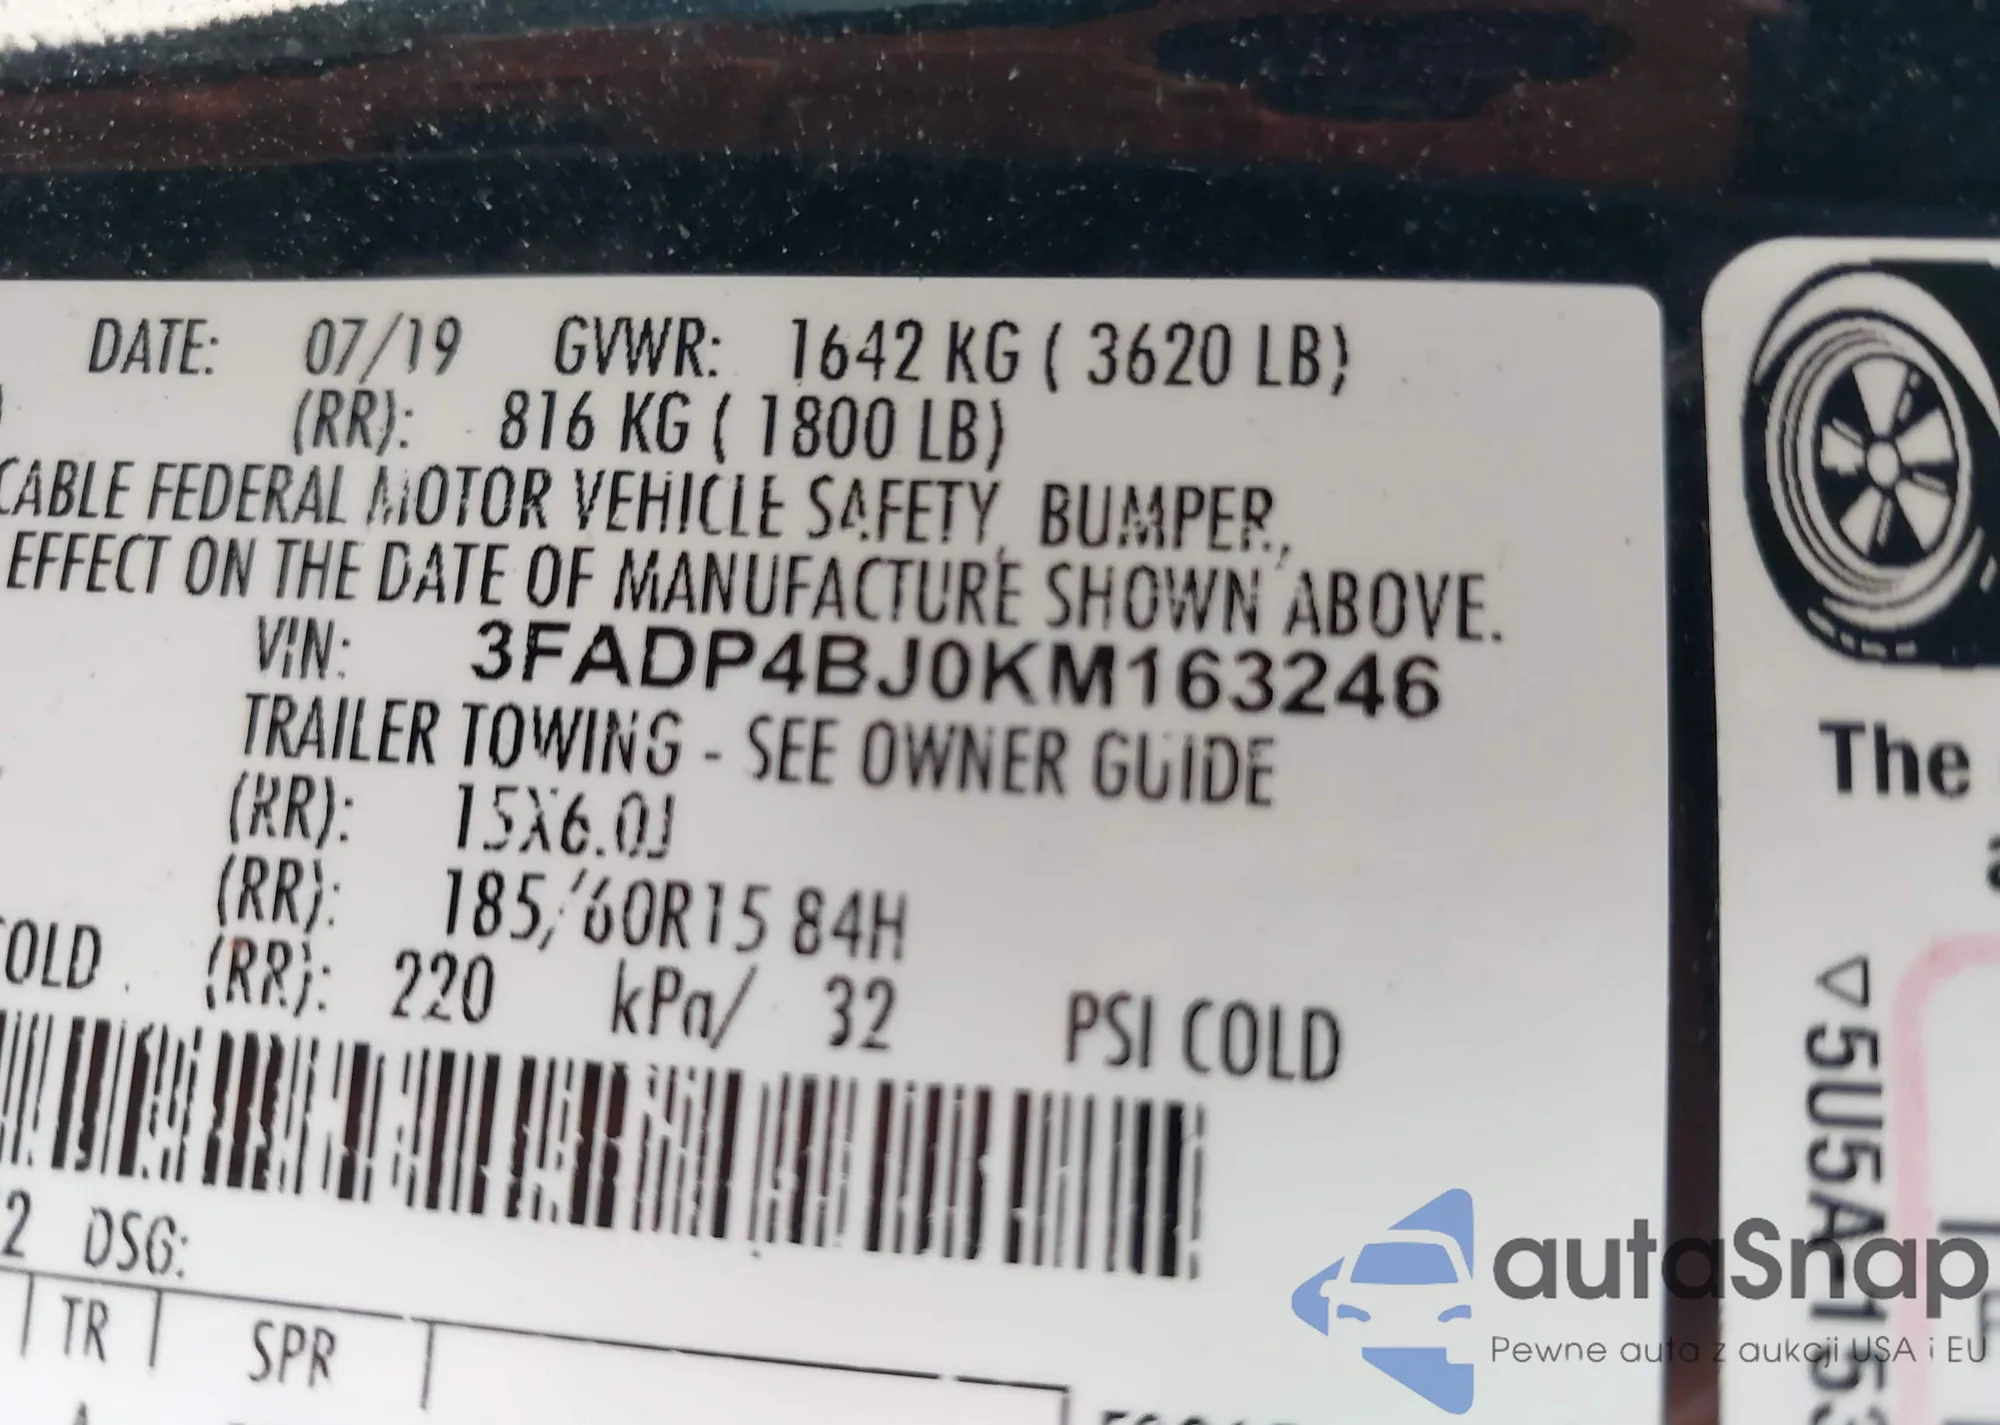 DATE: 07/19 GVWR: 1642 KG ( 3620 LB)
(RR): 816 KG ( 1800 LB)
CABLE FEDERAL MOTOR VEHICLE SAFETY, BUMPER,
EFFECT ON THE DATE OF MANUFACTURE SHOWN ABOVE.
VIN: 3FADP4BJ0KM163246
TRAILER TOWING - SEE OWNER GUIDE
(RR): 15X6.0J
(RR): 185/60R15 84H
COLD (RR): 220 kPa/ 32 PSI COLD
2 DSG:
TR SPR
The
5U5A-153
autaSnap
Pewne auta z aukcji USA i EU